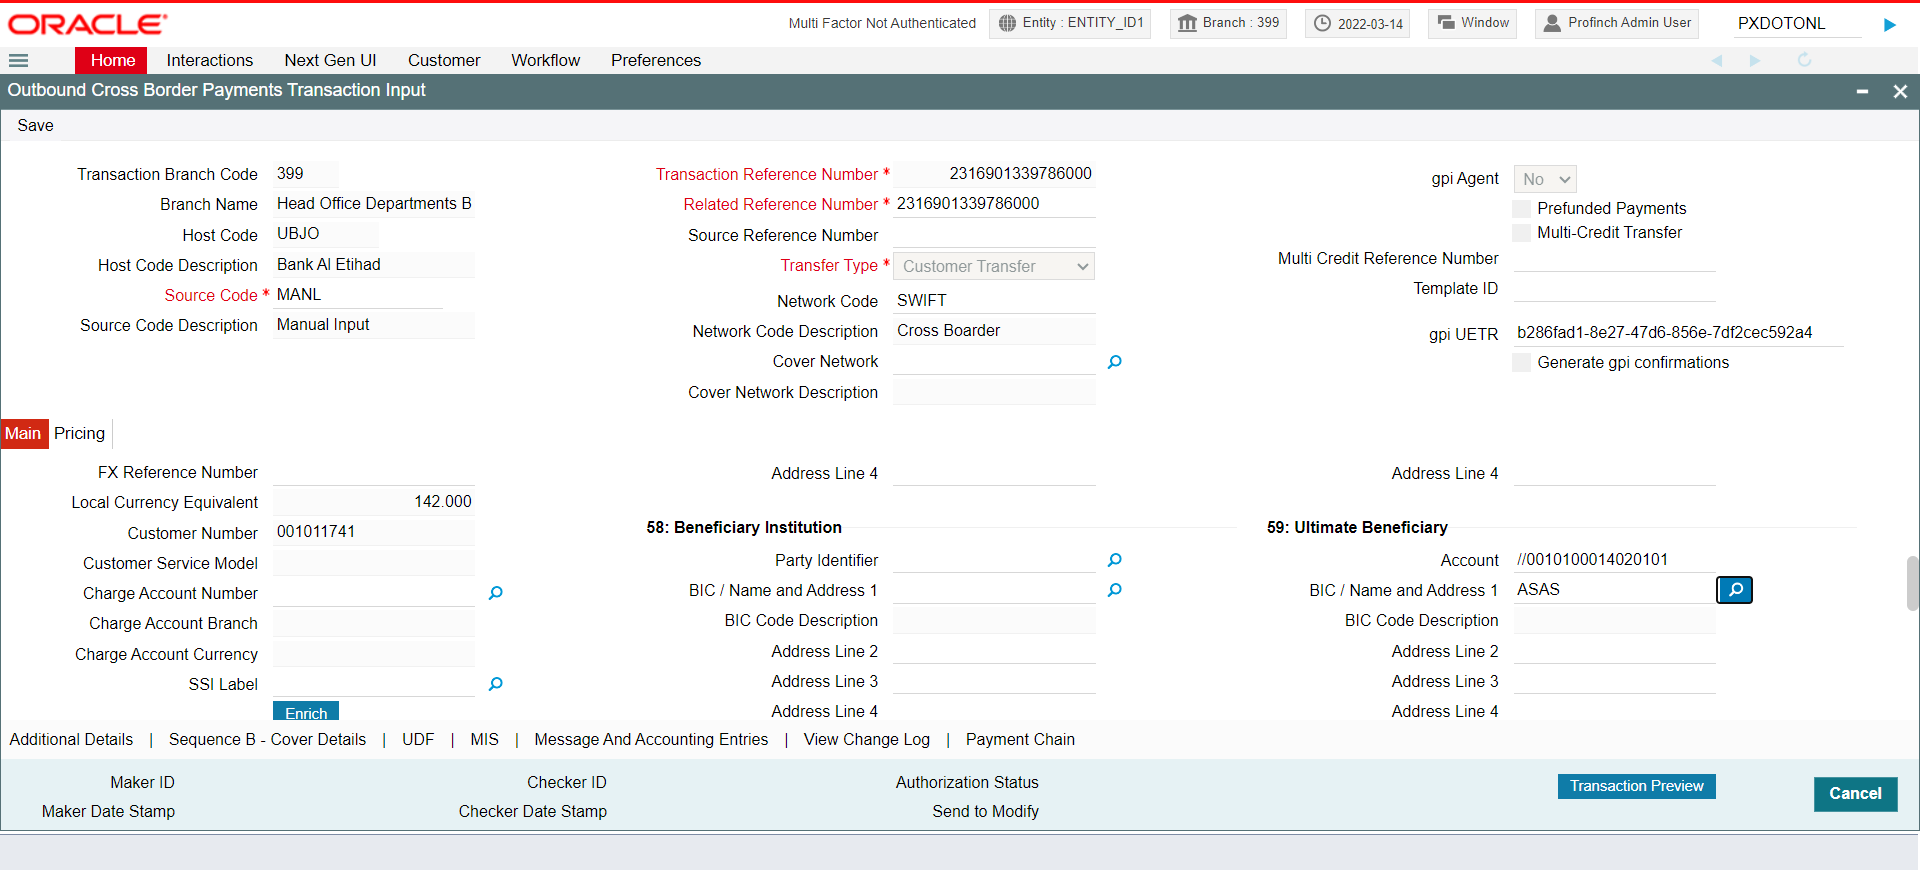 ORACLE
Multi Factor Not Authenticated
Entity : ENTITY_ID1
Branch : 399
2022-03-14
Window
Profinch Admin User
PXDOTONL
Home Interactions Next Gen UI Customer Workflow Preferences
Outbound Cross Border Payments Transaction Input
Save
Transaction Branch Code 399
Branch Name Head Office Departments B
Host Code UBJO
Host Code Description Bank Al Etihad
Source Code * MANL
Source Code Description Manual Input
Transaction Reference Number * 2316901339786000
Related Reference Number * 2316901339786000
Source Reference Number
Transfer Type * Customer Transfer
Network Code SWIFT
Network Code Description Cross Boarder
Cover Network
Cover Network Description
gpi Agent No
Prefunded Payments
Multi-Credit Transfer
Multi Credit Reference Number
Template ID
gpi UETR b286fad1-8e27-47d6-856e-7df2cec592a4
Generate gpi confirmations
Main Pricing
FX Reference Number
Local Currency Equivalent 142.000
Customer Number 001011741
Customer Service Model
Charge Account Number
Charge Account Branch
Charge Account Currency
SSI Label
Enrich
Address Line 4
58: Beneficiary Institution
Party Identifier
BIC / Name and Address 1
BIC Code Description
Address Line 2
Address Line 3
Address Line 4
Address Line 4
59: Ultimate Beneficiary
Account //0010100014020101
BIC / Name and Address 1 ASAS
BIC Code Description
Address Line 2
Address Line 3
Address Line 4
Additional Details | Sequence B - Cover Details | UDF | MIS | Message And Accounting Entries | View Change Log | Payment Chain
Maker ID
Maker Date Stamp
Checker ID
Checker Date Stamp
Authorization Status
Send to Modify
Transaction Preview
Cancel